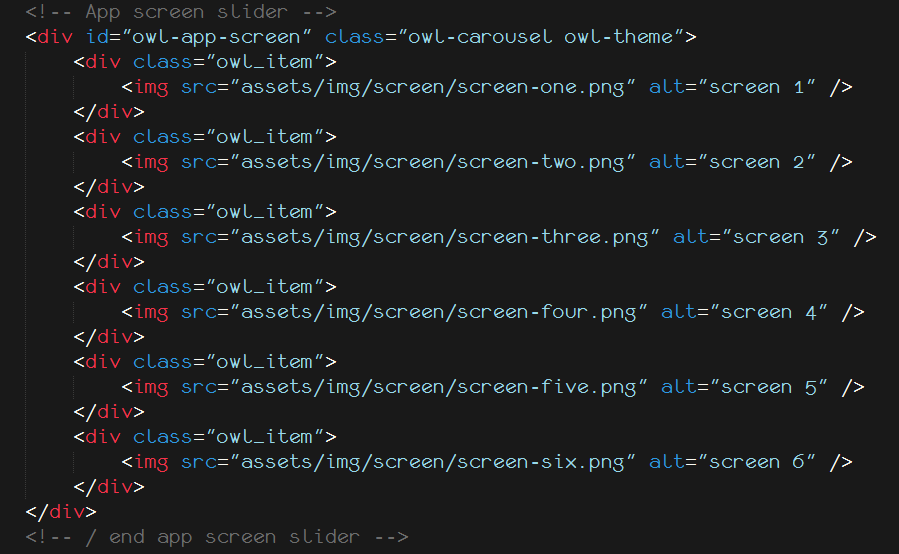 <!-- App screen slider -->
<div id="owl-app-screen" class="owl-carousel owl-theme">
    <div class="owl_item">
        <img src="assets/img/screen/screen-one.png" alt="screen 1" />
    </div>
    <div class="owl_item">
        <img src="assets/img/screen/screen-two.png" alt="screen 2" />
    </div>
    <div class="owl_item">
        <img src="assets/img/screen/screen-three.png" alt="screen 3" />
    </div>
    <div class="owl_item">
        <img src="assets/img/screen/screen-four.png" alt="screen 4" />
    </div>
    <div class="owl_item">
        <img src="assets/img/screen/screen-five.png" alt="screen 5" />
    </div>
    <div class="owl_item">
        <img src="assets/img/screen/screen-six.png" alt="screen 6" />
    </div>
</div>
<!-- / end app screen slider -->